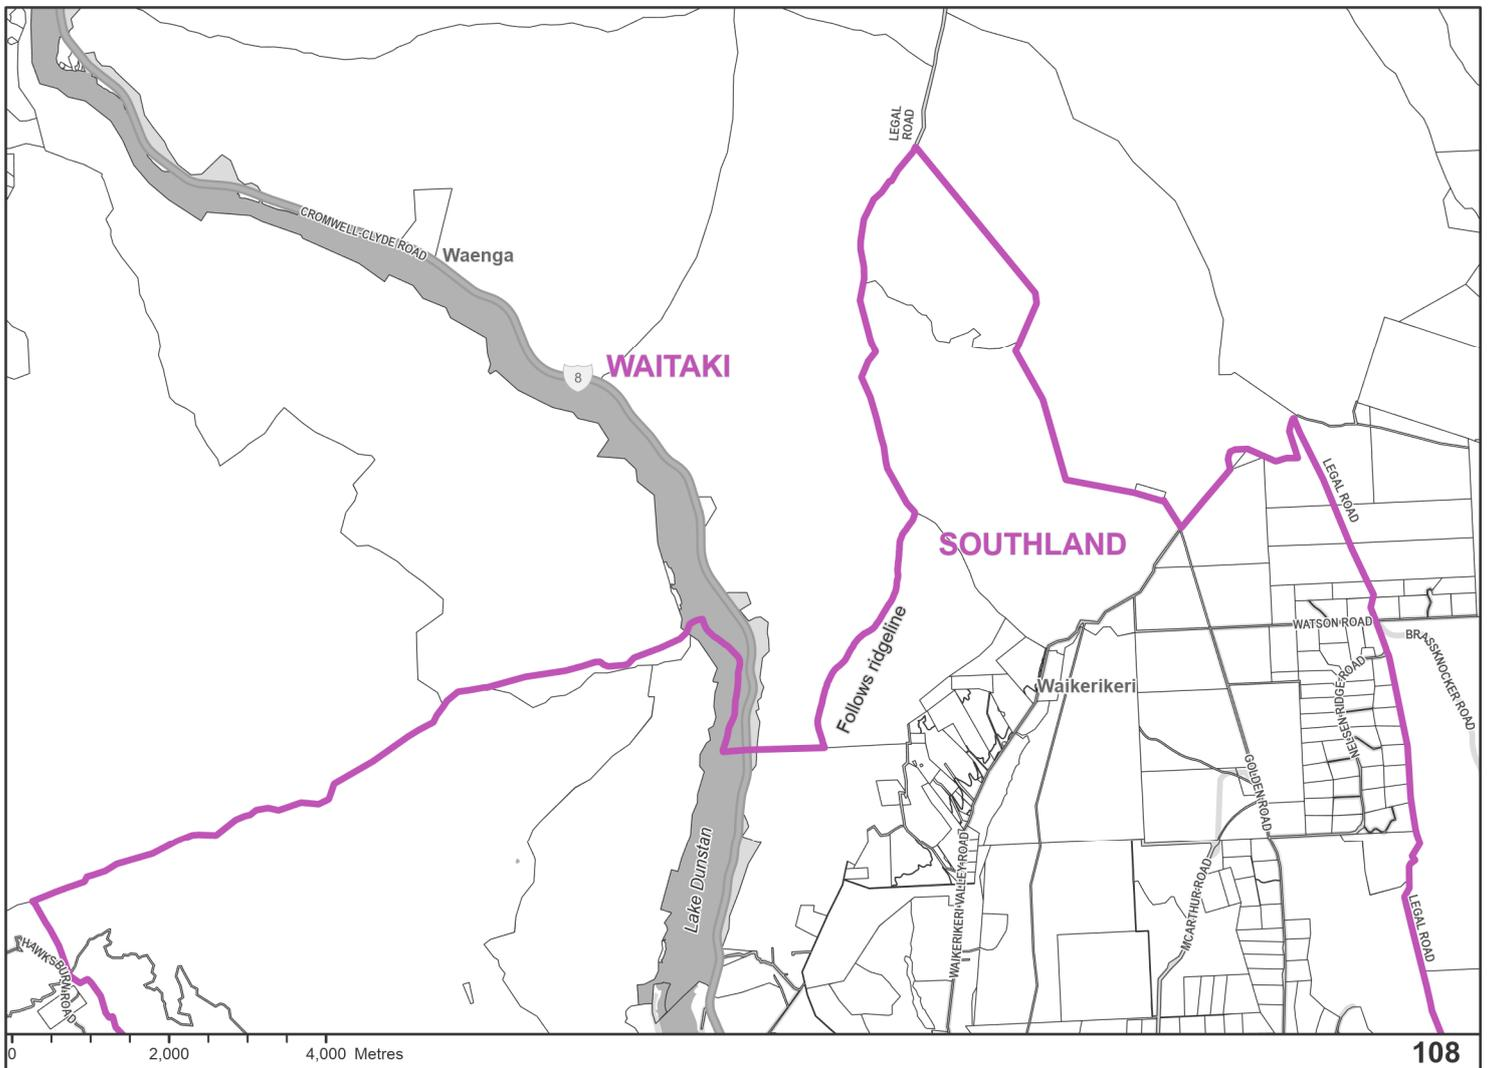 LEGAL
ROAD
CROMWELL-CLYDE ROAD
Waenga
8
WAITAKI
SOUTHLAND
LEGAL ROAD
Follows ridgeline
WATSON ROAD
BRASSKNOCKER ROAD
NEILSEN RIDGE ROAD
Waikerikeri
GOLDEN ROAD
Lake Dunstan
WAIKERIKERI VALLEY ROAD
MCARTHUR ROAD
LEGAL ROAD
HAWKSBURN ROAD
0 2,000 4,000 Metres
108